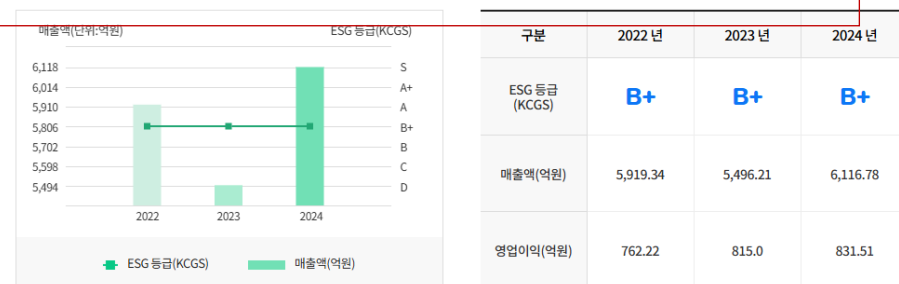 매출액(단위:억원) ESG 등급(KCGS)
6,118 S
6,014 A+
5,910 A
5,806 B+
5,702 B
5,598 C
5,494 D
2022 2023 2024
ESG 등급(KCGS) 매출액(억원)
구분 2022 년 2023 년 2024 년
ESG 등급
(KCGS) B+ B+ B+
매출액(억원) 5,919.34 5,496.21 6,116.78
영업이익(억원) 762.22 815.0 831.51